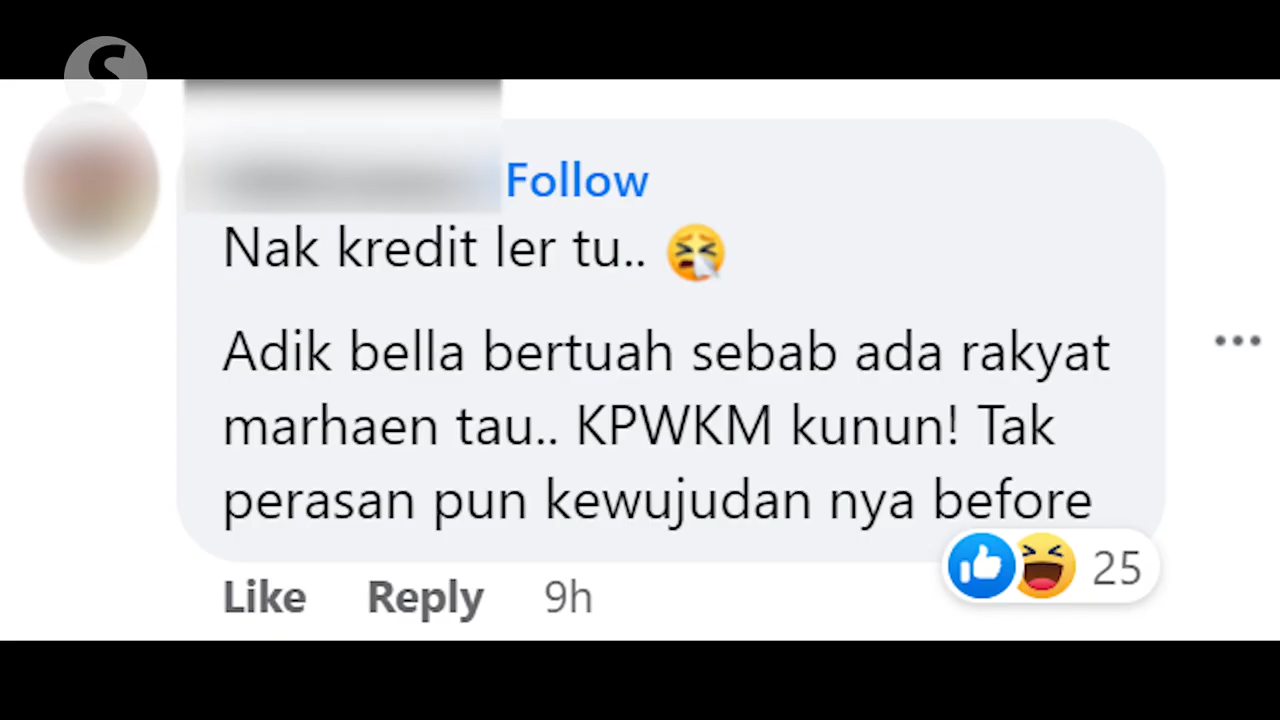 S
Follow
Nak kredit ler tu.. 🤧
Adik bella bertuah sebab ada rakyat
marhaen tau.. KPWKM kunun! Tak
perasan pun kewujudan nya before
25
Like Reply 9h